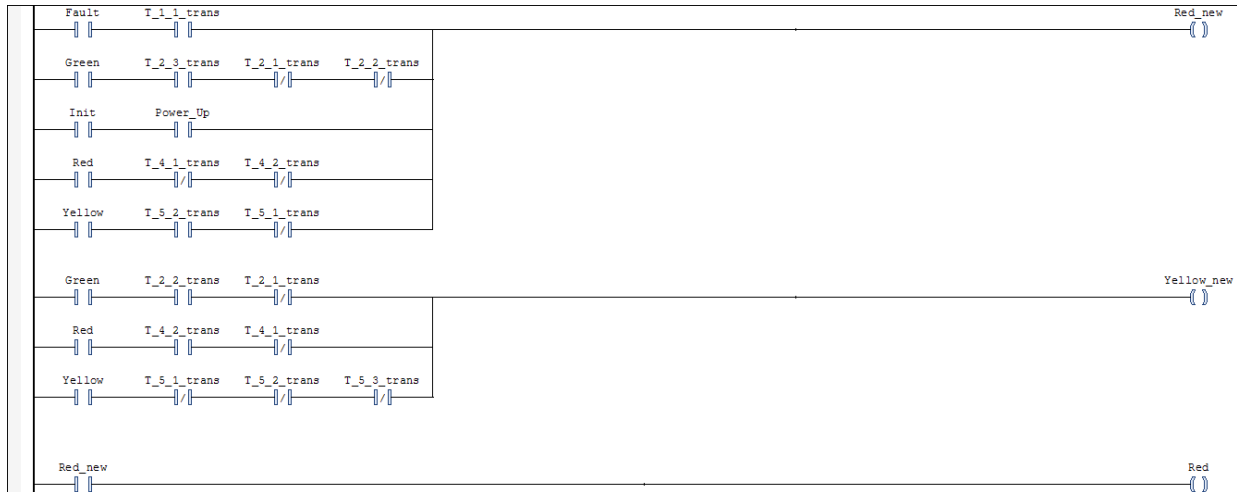 Fault T_1_1_trans Red_new
Green T_2_3_trans T_2_1_trans T_2_2_trans
Init Power_Up
Red T_4_1_trans T_4_2_trans
Yellow T_5_2_trans T_5_1_trans
Green T_2_2_trans T_2_1_trans Yellow_new
Red T_4_2_trans T_4_1_trans
Yellow T_5_1_trans T_5_2_trans T_5_3_trans
Red_new Red